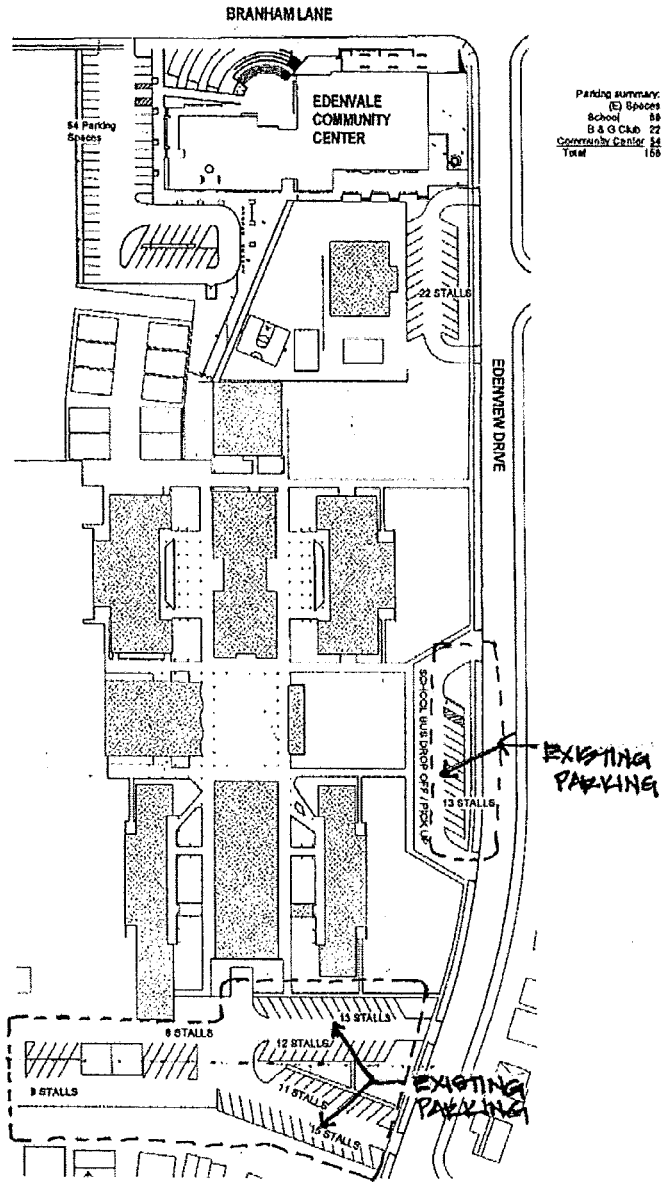 BRANHAM LANE
EDENVALE
COMMUNITY
CENTER
54 Parking
Spaces
Parking summary:
(E) Spaces
School
B & G Club 22
Community Center 54
Total
22 STALLS
EDENVIEW DRIVE
SCHOOL BUS DROP OFF / PICK UP
13 STALLS
EXISTING
PARKING
13 STALLS
12 STALLS
11 STALLS
15 STALLS
STALLS
9 STALLS
EXISTING
PARKING